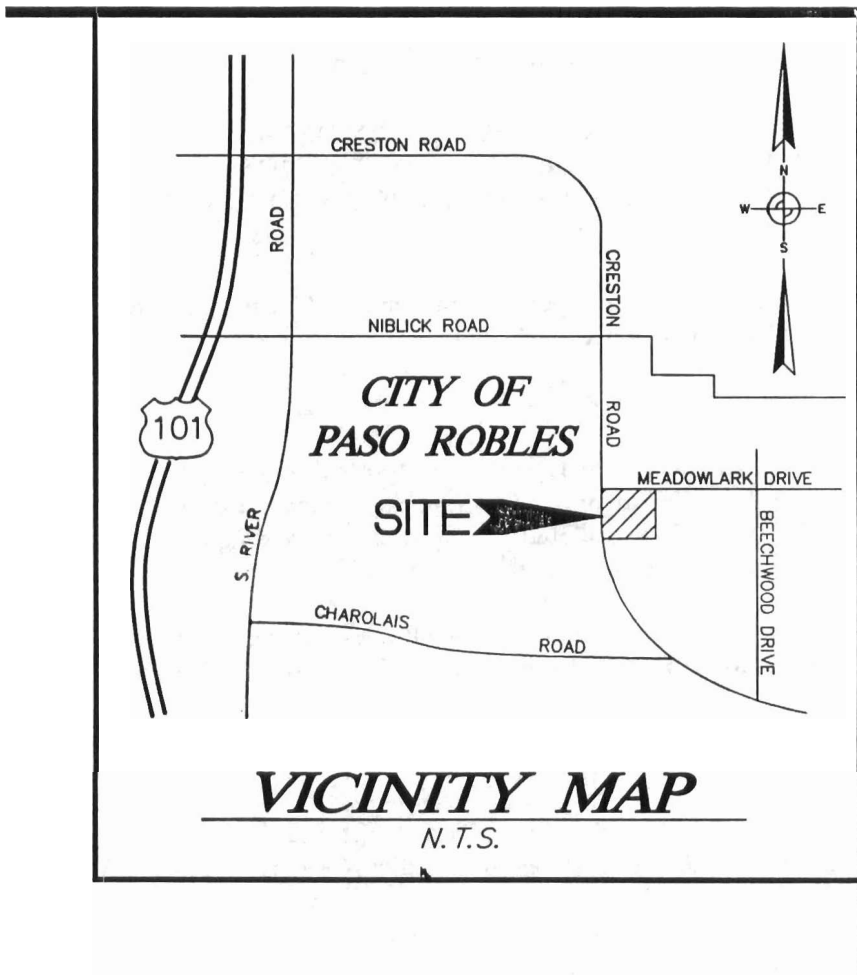 CRESTON ROAD
N
W E
S
ROAD
CRESTON
NIBLICK ROAD
CITY OF
PASO ROBLES
101
ROAD
MEADOWLARK DRIVE
SITE
S. RIVER
BEECHWOOD DRIVE
CHAROLAIS
ROAD
VICINITY MAP
N.T.S.